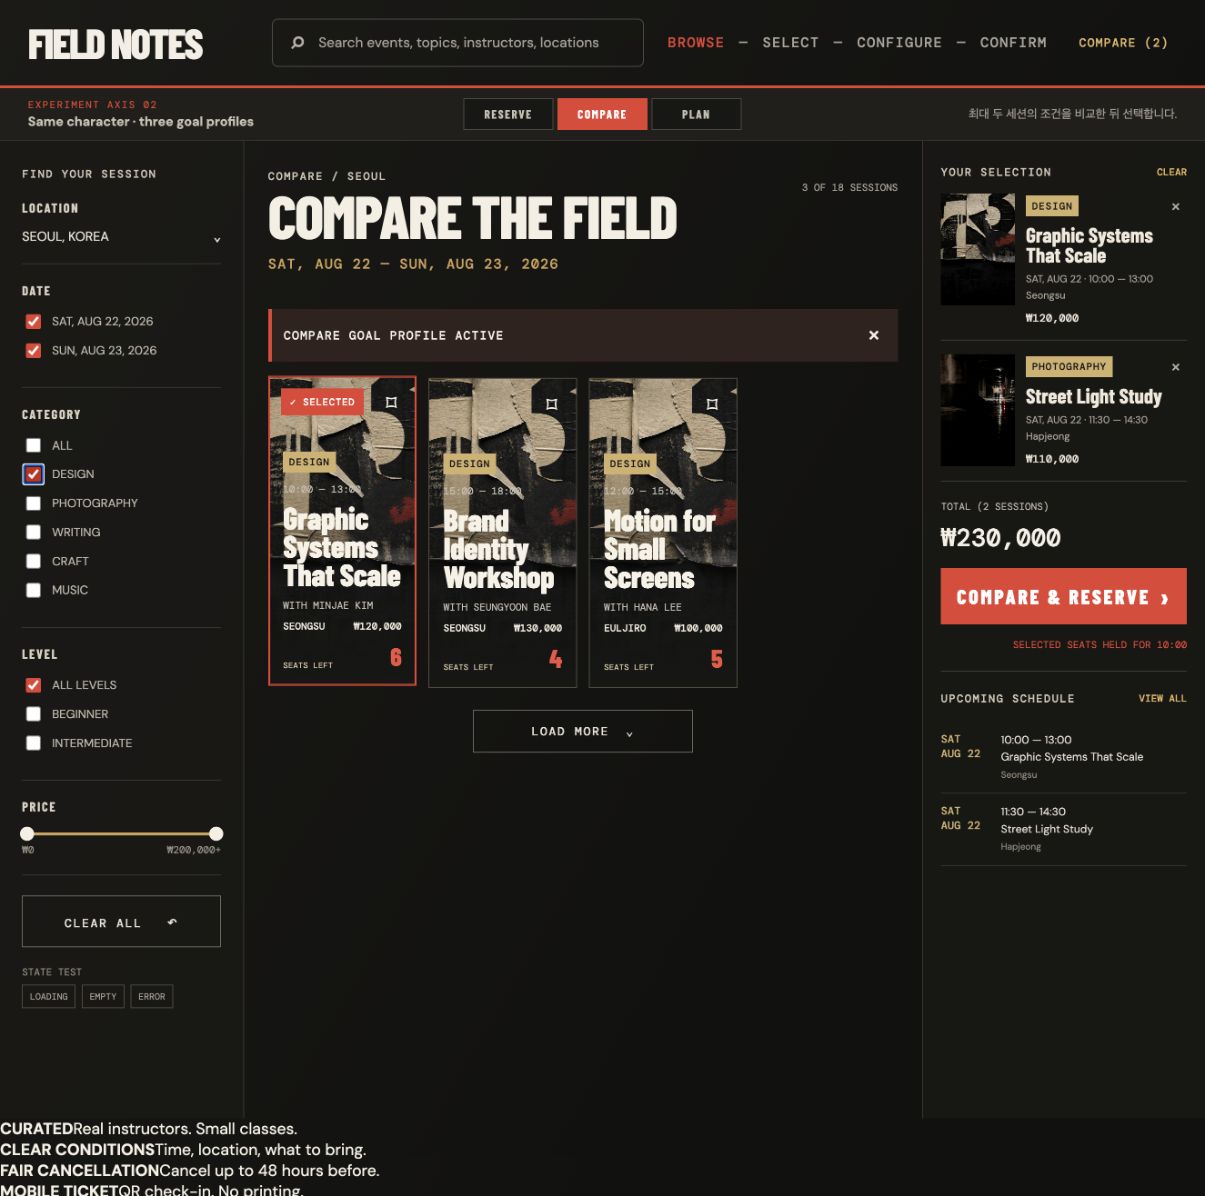 FIELD NOTES
Search events, topics, instructors, locations
BROWSE — SELECT — CONFIGURE — CONFIRM
COMPARE (2)
EXPERIMENT AXIS 02
Same character · three goal profiles
RESERVE
COMPARE
PLAN
최대 두 세션의 조건을 비교한 뒤 선택합니다.
FIND YOUR SESSION
LOCATION
SEOUL, KOREA
DATE
SAT, AUG 22, 2026
SUN, AUG 23, 2026
CATEGORY
ALL
DESIGN
PHOTOGRAPHY
WRITING
CRAFT
MUSIC
LEVEL
ALL LEVELS
BEGINNER
INTERMEDIATE
PRICE
₩0
₩200,000+
CLEAR ALL ↶
STATE TEST
LOADING
EMPTY
ERROR
COMPARE / SEOUL
3 OF 18 SESSIONS
COMPARE THE FIELD
SAT, AUG 22 — SUN, AUG 23, 2026
COMPARE GOAL PROFILE ACTIVE ×
✓ SELECTED
DESIGN
10:00 — 13:00
Graphic
Systems
That Scale
WITH MINJAE KIM
SEONGSU ₩120,000
SEATS LEFT 6
DESIGN
15:00 — 18:00
Brand
Identity
Workshop
WITH SEUNGYOON BAE
SEONGSU ₩130,000
SEATS LEFT 4
DESIGN
12:00 — 15:00
Motion for
Small
Screens
WITH HANA LEE
EULJIRO ₩100,000
SEATS LEFT 5
LOAD MORE
YOUR SELECTION
CLEAR
DESIGN ×
Graphic Systems
That Scale
SAT, AUG 22 · 10:00 — 13:00
Seongsu
₩120,000
PHOTOGRAPHY ×
Street Light Study
SAT, AUG 22 · 11:30 — 14:30
Hapjeong
₩110,000
TOTAL (2 SESSIONS)
₩230,000
COMPARE & RESERVE ›
SELECTED SEATS HELD FOR 10:00
UPCOMING SCHEDULE
VIEW ALL
SAT
AUG 22
10:00 — 13:00
Graphic Systems That Scale
Seongsu
SAT
AUG 22
11:30 — 14:30
Street Light Study
Hapjeong
CURATEDReal instructors. Small classes.
CLEAR CONDITIONSTime, location, what to bring.
FAIR CANCELLATIONCancel up to 48 hours before.
MOBILE TICKETQR check-in. No printing.